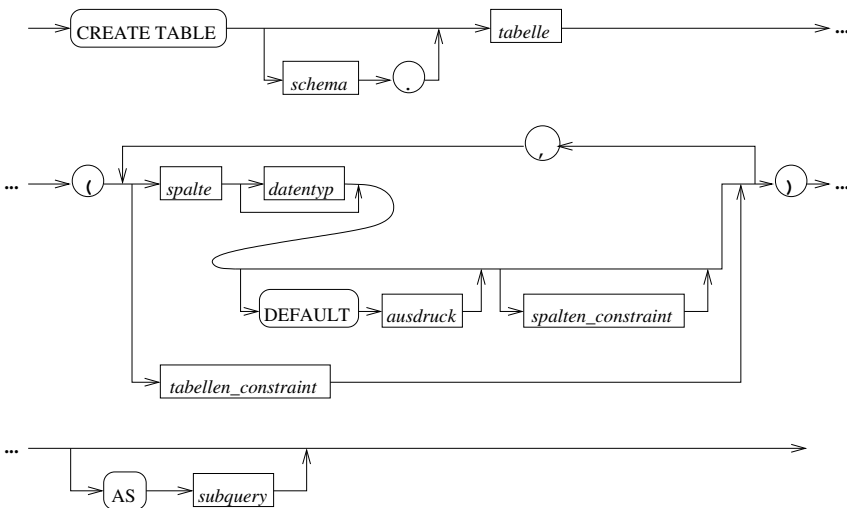 CREATE TABLE tabelle ...
schema .
,
... ( spalte datentyp ) ...
DEFAULT ausdruck spalten_constraint
tabellen_constraint
...
AS subquery